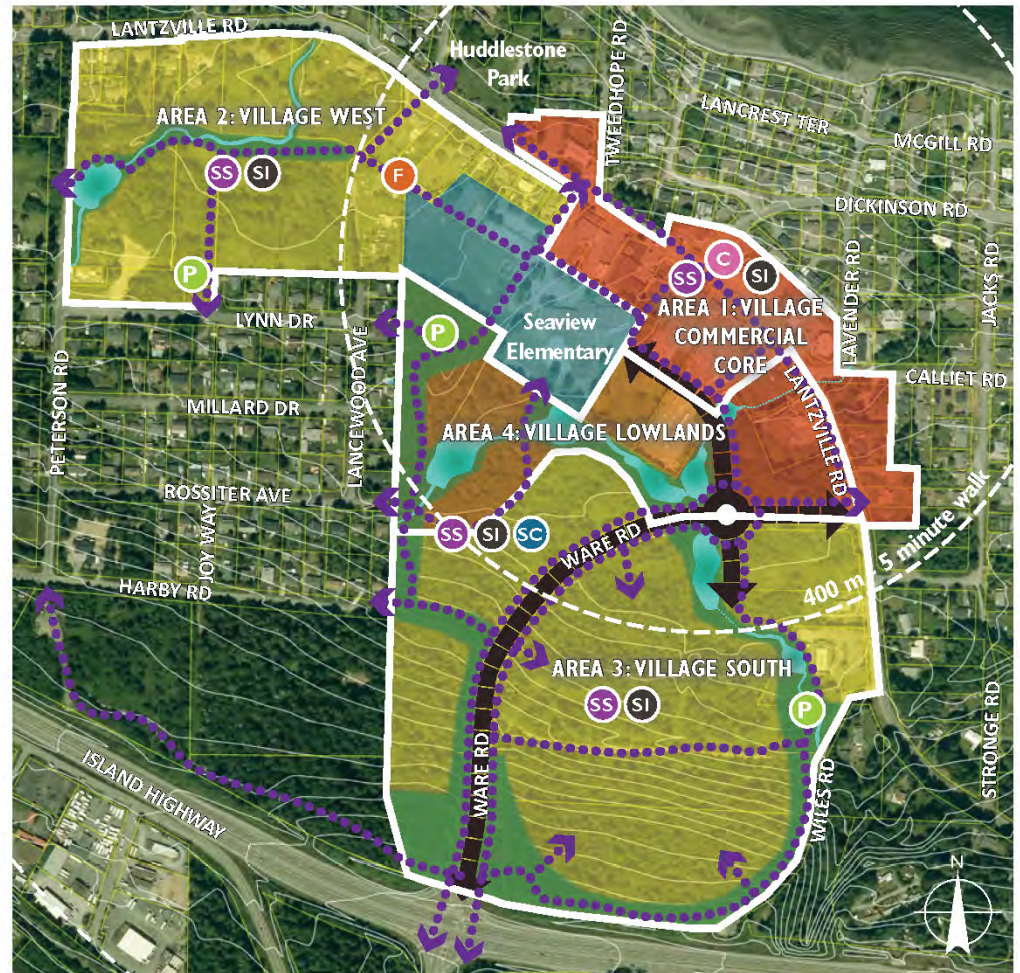 LANTZVILLE RD
Huddlestone
Park
TWEEDHOPE RD
LANCREST TER
MCGILL RD
AREA 2: VILLAGE WEST
SS
SI
F
DICKINSON RD
P
C
SS
SI
LAVENDER RD
JACKS RD
AREA 1: VILLAGE
COMMERCIAL
CORE
LYNN DR
P
Seaview
Elementary
LANCEWOOD AVE
PETERSON RD
CALLIET RD
LANTZVILLE RD
MILLARD DR
AREA 4: VILLAGE LOWLANDS
ROSSITER AVE
JOY WAY
SS
SI
SC
WARE RD
400 m / 5 minute walk
HARBY RD
AREA 3: VILLAGE SOUTH
SS
SI
P
WARE RD
WILES RD
STRONGE RD
ISLAND HIGHWAY
N